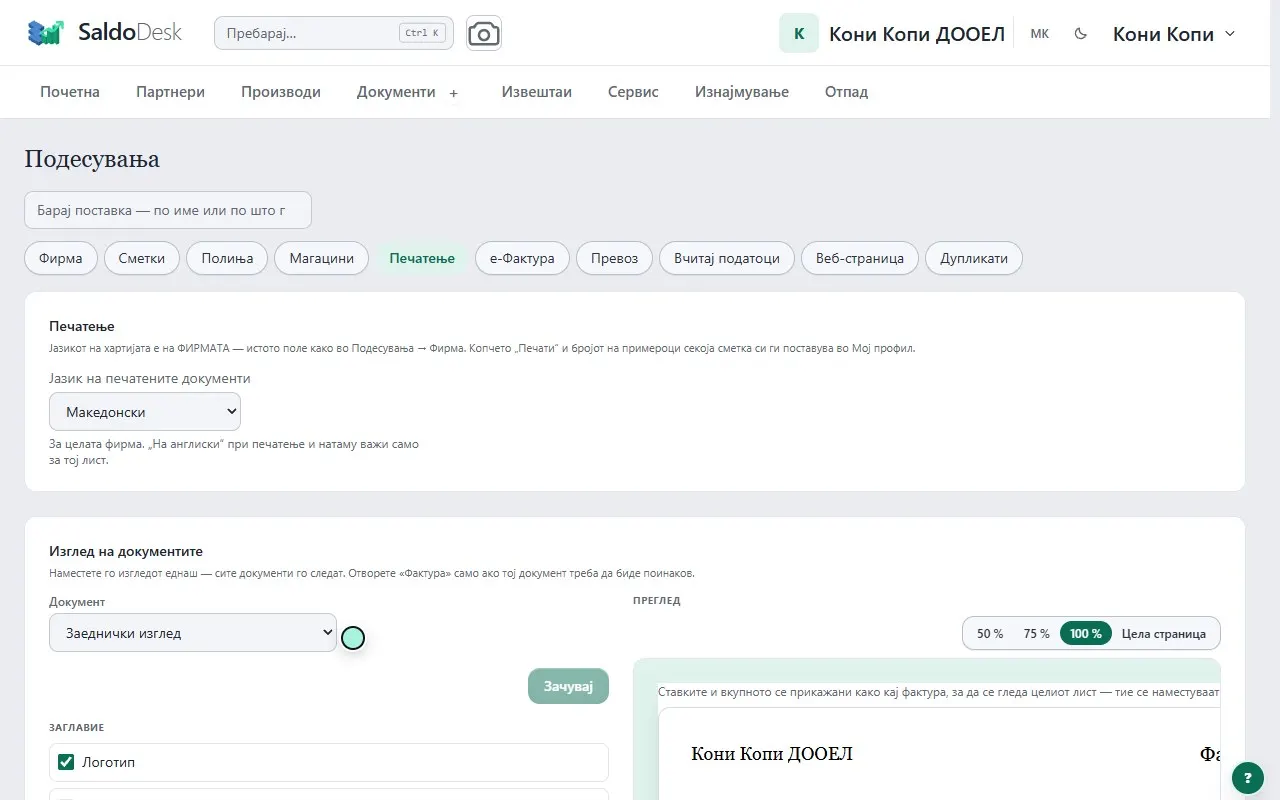 SaldoDesk
Пребарај...
Ctrl K
К
Кони Копи ДООЕЛ
МК
Кони Копи
Почетна
Партнери
Производи
Документи +
Извештаи
Сервис
Изнајмување
Отпад
Подесувања
Барај поставка — по име или по што г
Фирма
Сметки
Полиња
Магацини
Печатење
е-Фактура
Превоз
Вчитај податоци
Веб-страница
Дупликати
Печатење
Јазикот на хартијата е на ФИРМАТА — истото поле како во Подесувања → Фирма. Копчето „Печати“ и бројот на примероци секоја сметка си ги поставува во Мој профил.
Јазик на печатените документи
Македонски
За целата фирма. „На англиски“ при печатење и натаму важи само
за тој лист.
Изглед на документите
Наместете го изгледот еднаш — сите документи го следат. Отворете «Фактура» само ако тој документ треба да биде поинаков.
Документ
Заеднички изглед
Зачувај
ЗАГЛАВИЕ
Логотип
ПРЕГЛЕД
50 %
75 %
100 %
Цела страница
Ставките и вкупното се прикажани како кај фактура, за да се гледа целиот лист — тие се наместуваат
Кони Копи ДООЕЛ
Фа
?